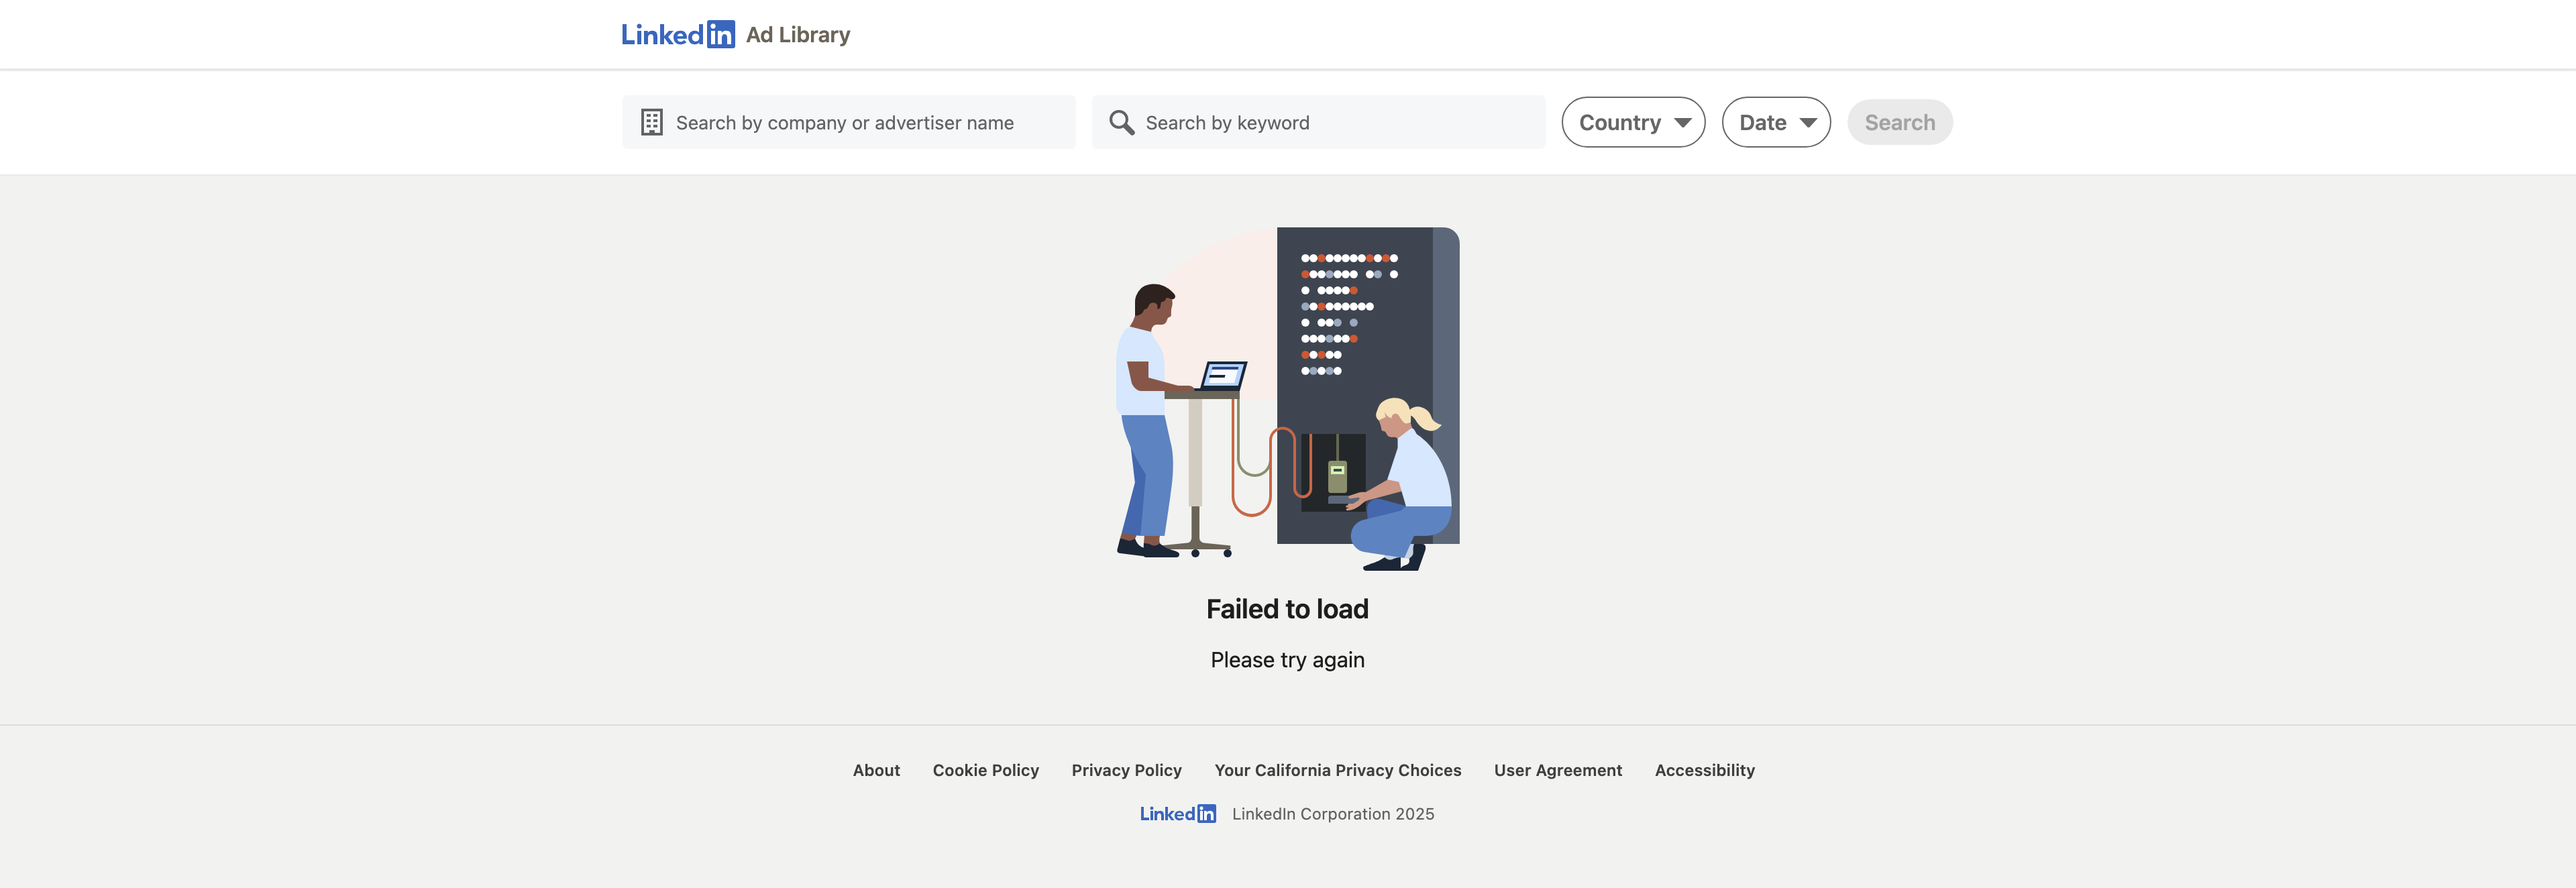 Linkedin Ad Library
Search by company or advertiser name
Search by keyword
Country
Date
Search
Failed to load
Please try again
About Cookie Policy Privacy Policy Your California Privacy Choices User Agreement Accessibility
Linkedin LinkedIn Corporation 2025